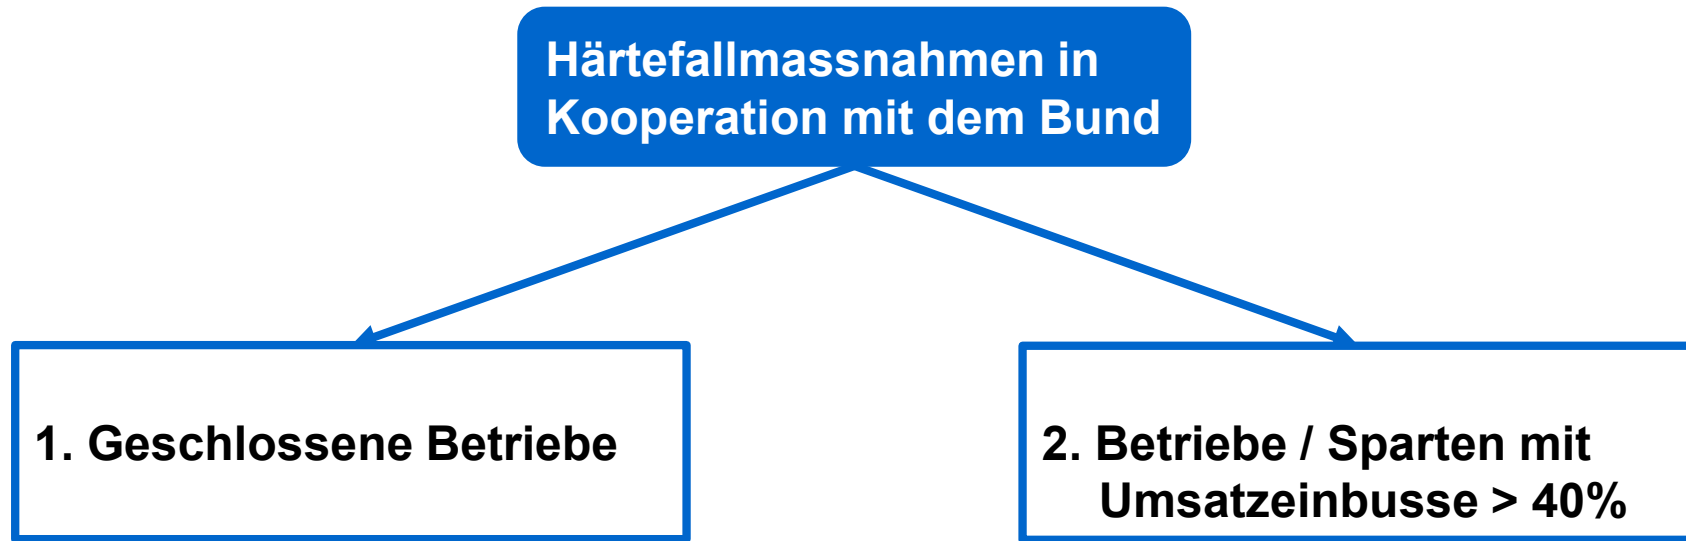 Härtefallmassnahmen in
Kooperation mit dem Bund
1. Geschlossene Betriebe
2. Betriebe / Sparten mit
Umsatzeinbusse > 40%